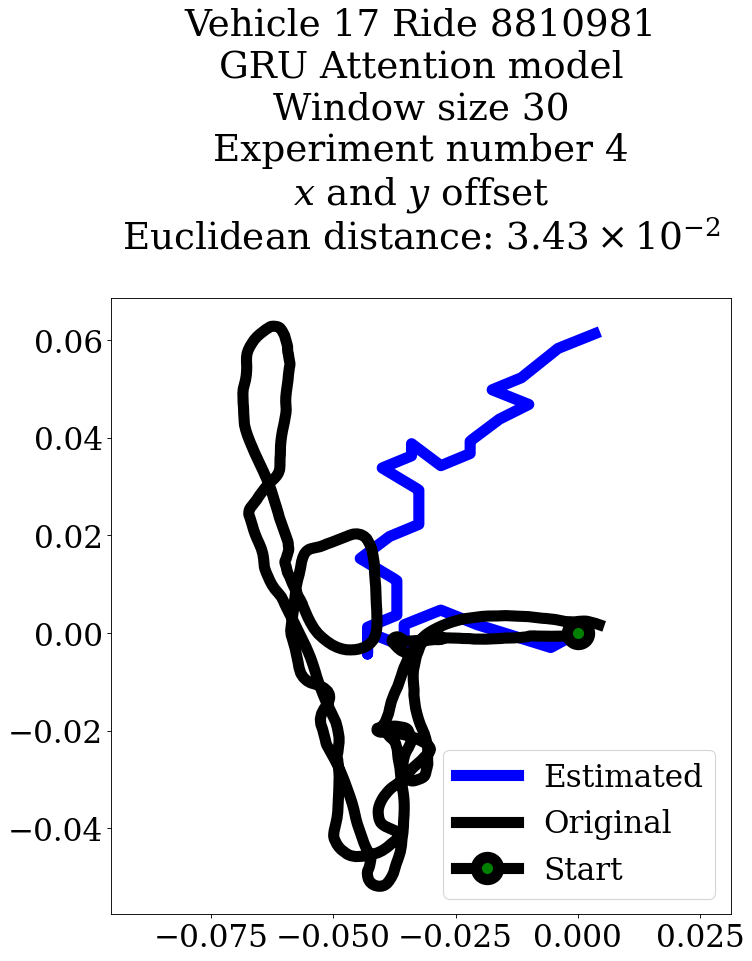 Vehicle 17 Ride 8810981
GRU Attention model
Window size 30
Experiment number 4
x and y offset
Euclidean distance: 3.43 × 10⁻²
0.06
0.04
0.02
0.00
−0.02
−0.04
Estimated
Original
Start
−0.075 −0.050 −0.025 0.000 0.025